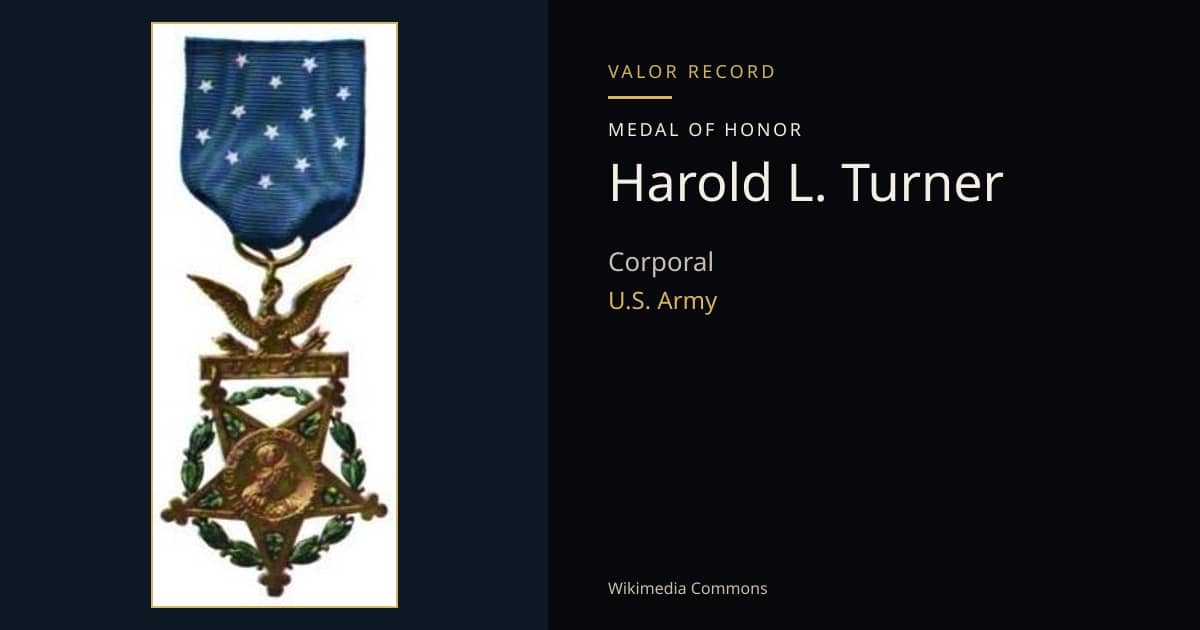 VALOR RECORD
MEDAL OF HONOR
Harold L. Turner
Corporal
U.S. Army
Wikimedia Commons